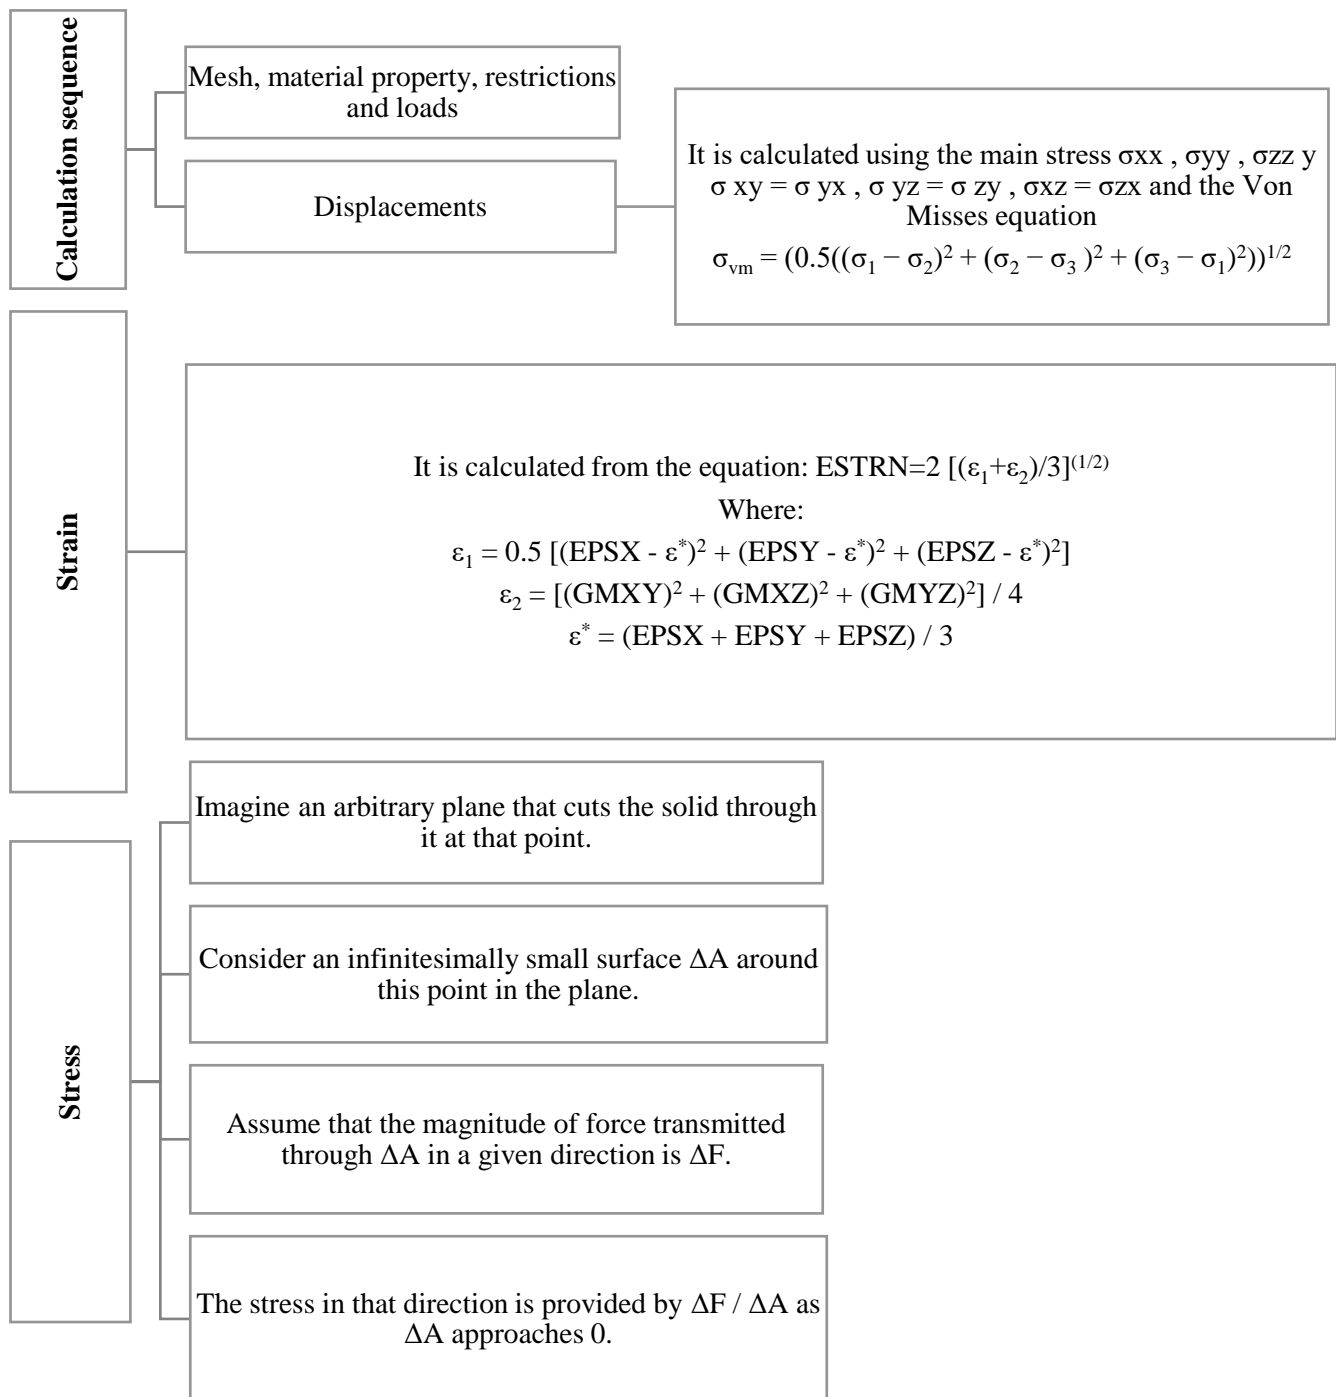 Calculation sequence
Mesh, material property, restrictions
and loads
Displacements
It is calculated using the main stress σxx , σyy , σzz y
σ xy = σ yx , σ yz = σ zy , σxz = σzx and the Von
Misses equation
σ_vm = (0.5((σ₁ − σ₂)² + (σ₂ − σ₃ )² + (σ₃ − σ₁)²))^1/2
Strain
It is calculated from the equation: ESTRN=2 [(ε₁+ε₂)/3]^(1/2)
Where:
ε₁ = 0.5 [(EPSX - ε^*)² + (EPSY - ε^*)² + (EPSZ - ε^*)²]
ε₂ = [(GMXY)² + (GMXZ)² + (GMYZ)²] / 4
ε^* = (EPSX + EPSY + EPSZ) / 3
Stress
Imagine an arbitrary plane that cuts the solid through
it at that point.
Consider an infinitesimally small surface ΔA around
this point in the plane.
Assume that the magnitude of force transmitted
through ΔA in a given direction is ΔF.
The stress in that direction is provided by ΔF / ΔA as
ΔA approaches 0.